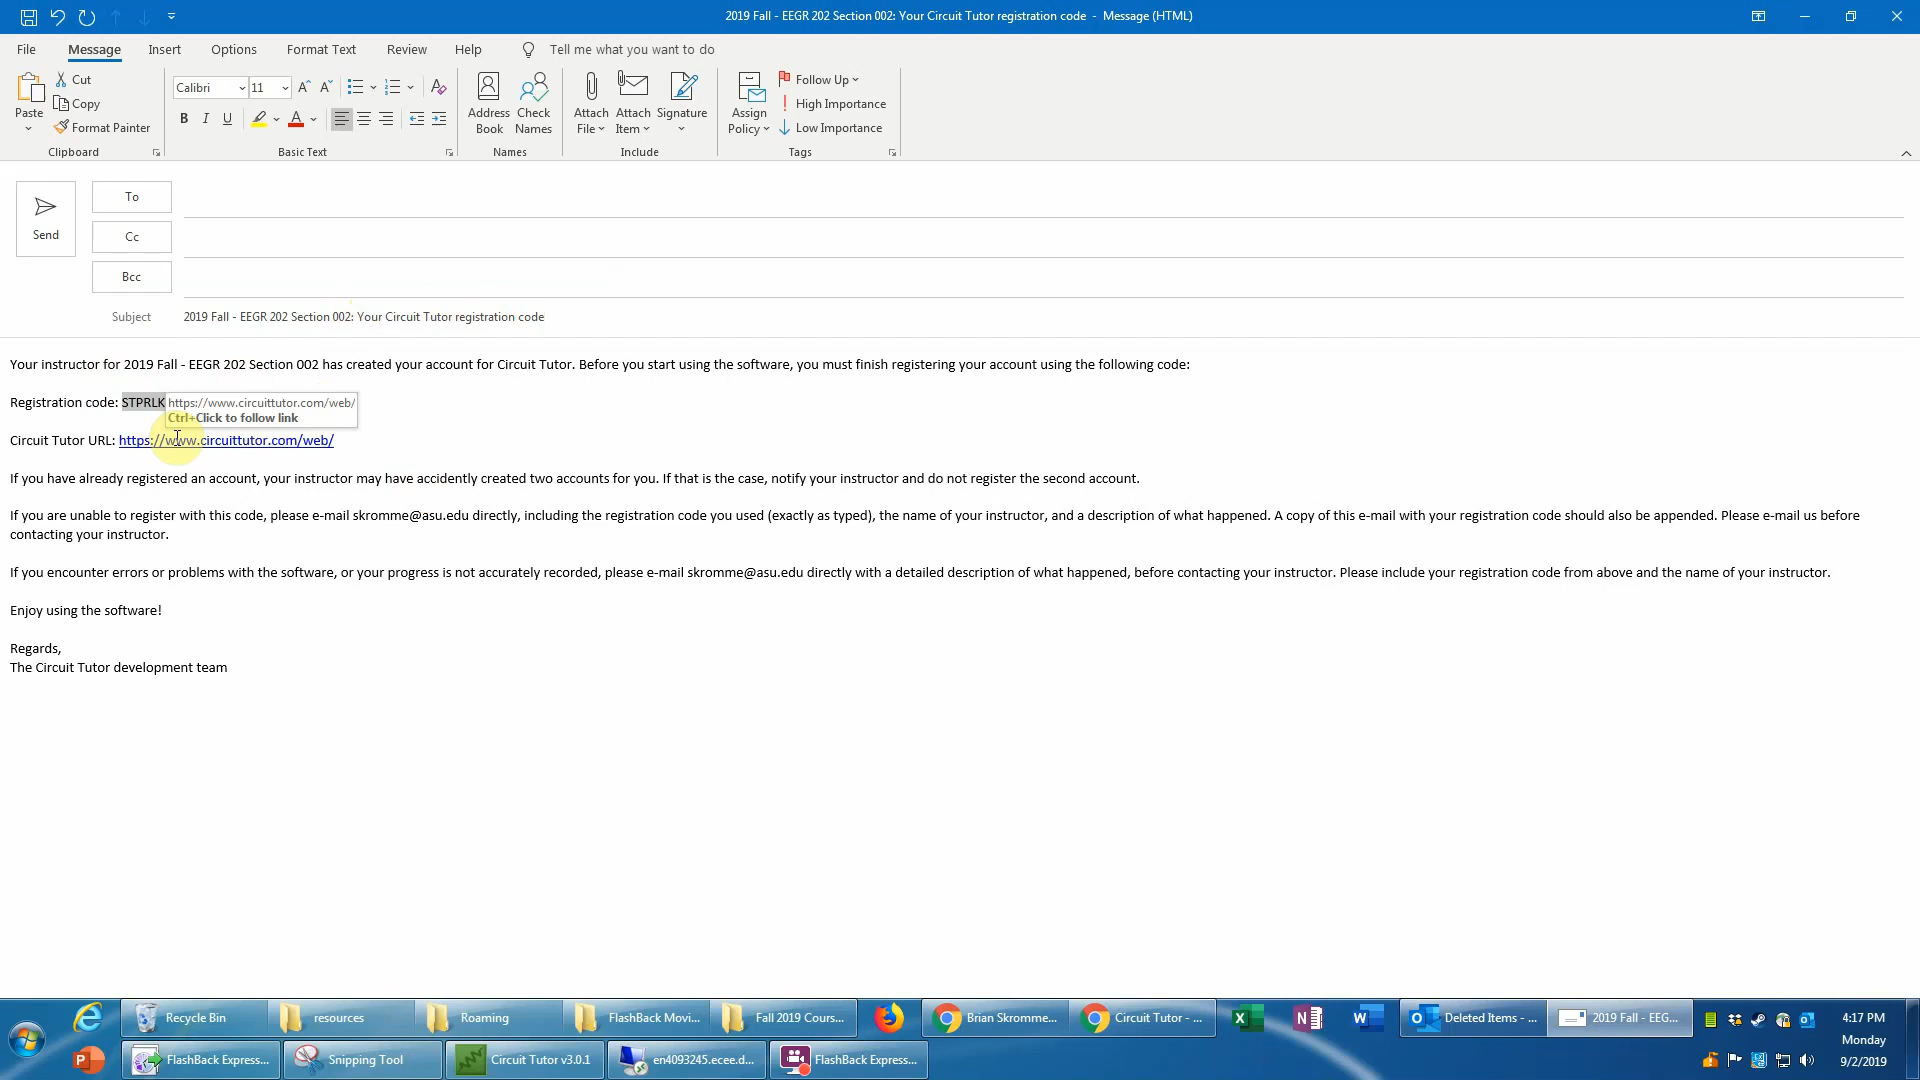 2019 Fall - EEGR 202 Section 002: Your Circuit Tutor registration code - Message (HTML)
File Message Insert Options Format Text Review Help Tell me what you want to do
Paste
Cut
Copy
Format Painter
Clipboard
Calibri 11
B I U A
Basic Text
Address Book
Check Names
Names
Attach File
Attach Item
Signature
Include
Assign Policy
Follow Up
High Importance
Low Importance
Tags
Send
To
Cc
Bcc
Subject 2019 Fall - EEGR 202 Section 002: Your Circuit Tutor registration code
Your instructor for 2019 Fall - EEGR 202 Section 002 has created your account for Circuit Tutor. Before you start using the software, you must finish registering your account using the following code:
Registration code: STPRLK
https://www.circuittutor.com/web/
Ctrl+Click to follow link
Circuit Tutor URL: https://www.circuittutor.com/web/
If you have already registered an account, your instructor may have accidently created two accounts for you. If that is the case, notify your instructor and do not register the second account.
If you are unable to register with this code, please e-mail skromme@asu.edu directly, including the registration code you used (exactly as typed), the name of your instructor, and a description of what happened. A copy of this e-mail with your registration code should also be appended. Please e-mail us before
contacting your instructor.
If you encounter errors or problems with the software, or your progress is not accurately recorded, please e-mail skromme@asu.edu directly with a detailed description of what happened, before contacting your instructor. Please include your registration code from above and the name of your instructor.
Enjoy using the software!
Regards,
The Circuit Tutor development team
Recycle Bin resources Roaming FlashBack Movi... Fall 2019 Cours... Brian Skromme... Circuit Tutor - ... Deleted Items - ... 2019 Fall - EEG... 4:17 PM
Monday
FlashBack Express... Snipping Tool Circuit Tutor v3.0.1 en4093245.ecee.d... FlashBack Express... 9/2/2019